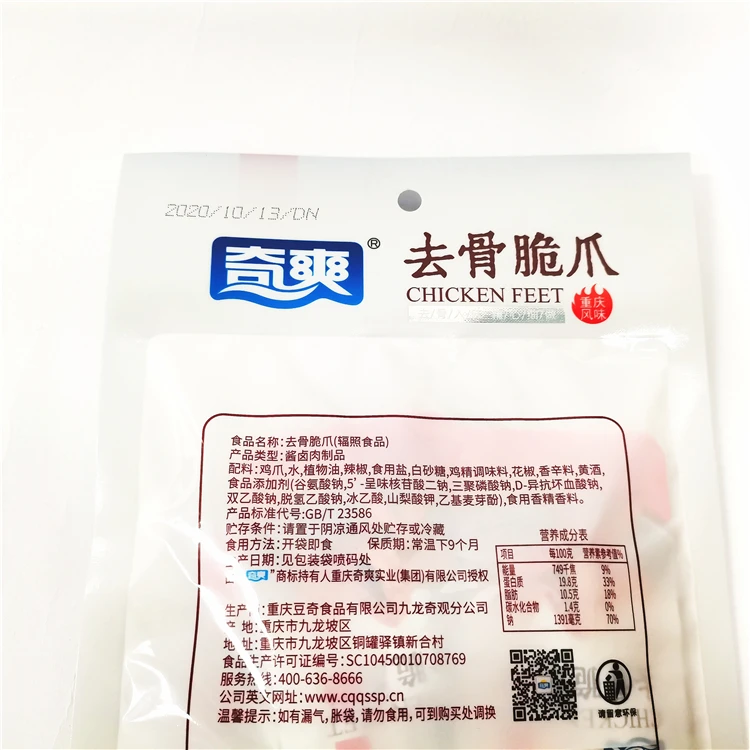 2020/10/13/DN
奇爽®
去骨脆爪
CHICKEN FEET
重庆
风味
食品名称:去骨脆爪(辐照食品)
产品类型:酱卤肉制品
配料:鸡爪,水,植物油,辣椒,食用盐,白砂糖,鸡精调味料,花椒,香辛料,黄酒,
食品添加剂(谷氨酸钠,5'-呈味核苷酸二钠,三聚磷酸钠,D-异抗坏血酸钠,
双乙酸钠,脱氢乙酸钠,冰乙酸,山梨酸钾,乙基麦芽酚),食用香精香料。
产品标准代号:GB/T 23586
贮存条件:请置于阴凉通风处贮存或冷藏
食用方法:开袋即食 保质期:常温下9个月
生产日期:见包装袋喷码处
奇爽"商标持有人重庆奇爽实业(集团)有限公司授权
生产:重庆豆奇食品有限公司九龙奇观分公司
产 地:重庆市九龙坡区
地 址:重庆市九龙坡区铜罐驿镇新合村
食品生产许可证编号:SC10450010708769
服务热线:400-636-8666
公司英文网址:www.cqqssp.cn
温馨提示:如有漏气,胀袋,请勿食用,可到购买处调换
营养成分表
项目 每100克 营养素参考值%
能量 749千焦 9%
蛋白质 19.8克 33%
脂肪 10.5克 18%
碳水化合物 1.4克 0%
钠 1391毫克 70%
请留意环保